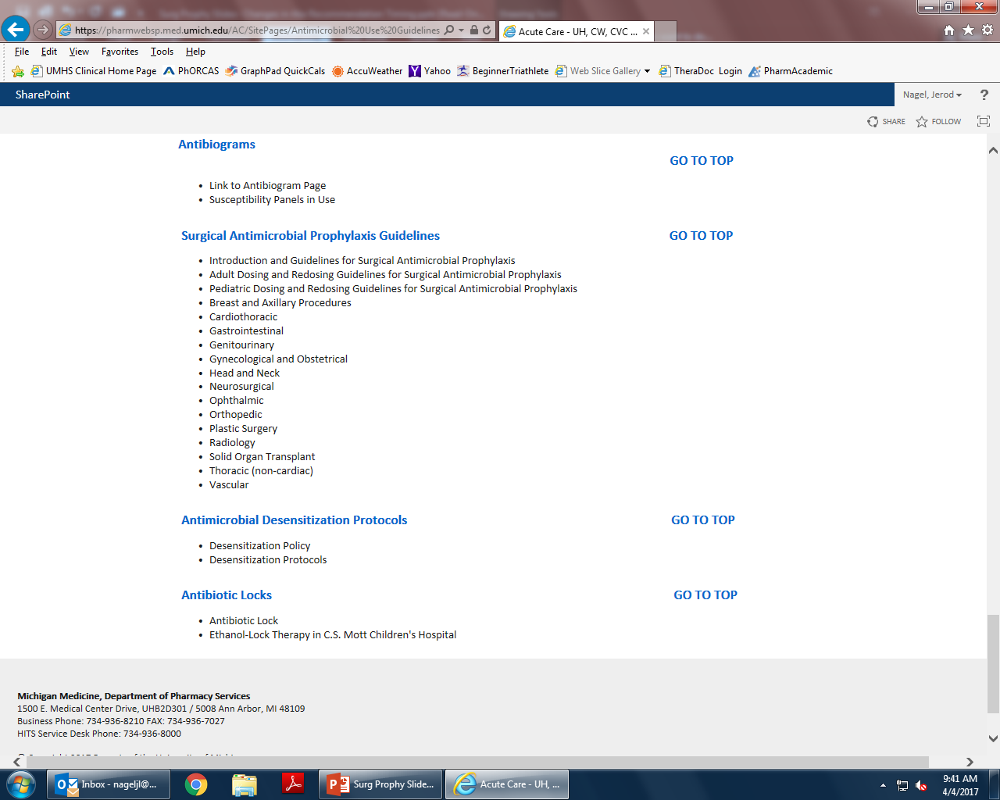 https://pharmwebsp.med.umich.edu/AC/SitePages/Antimicrobial%20Use%20Guidelines
Acute Care - UH, CW, CVC ...
File Edit View Favorites Tools Help
UMHS Clinical Home Page PhORCAS GraphPad QuickCals AccuWeather Yahoo BeginnerTriathlete Web Slice Gallery TheraDoc Login PharmAcademic
SharePoint
Nagel, Jerod ?
SHARE FOLLOW
Antibiograms
GO TO TOP
• Link to Antibiogram Page
• Susceptibility Panels in Use
Surgical Antimicrobial Prophylaxis Guidelines GO TO TOP
• Introduction and Guidelines for Surgical Antimicrobial Prophylaxis
• Adult Dosing and Redosing Guidelines for Surgical Antimicrobial Prophylaxis
• Pediatric Dosing and Redosing Guidelines for Surgical Antimicrobial Prophylaxis
• Breast and Axillary Procedures
• Cardiothoracic
• Gastrointestinal
• Genitourinary
• Gynecological and Obstetrical
• Head and Neck
• Neurosurgical
• Ophthalmic
• Orthopedic
• Plastic Surgery
• Radiology
• Solid Organ Transplant
• Thoracic (non-cardiac)
• Vascular
Antimicrobial Desensitization Protocols GO TO TOP
• Desensitization Policy
• Desensitization Protocols
Antibiotic Locks GO TO TOP
• Antibiotic Lock
• Ethanol-Lock Therapy in C.S. Mott Children's Hospital
Michigan Medicine, Department of Pharmacy Services
1500 E. Medical Center Drive, UHB2D301 / 5008 Ann Arbor, MI 48109
Business Phone: 734-936-8210 FAX: 734-936-7027
HITS Service Desk Phone: 734-936-8000
Inbox - nageljl@... Surg Prophy Slide... Acute Care - UH, ...
9:41 AM
4/4/2017